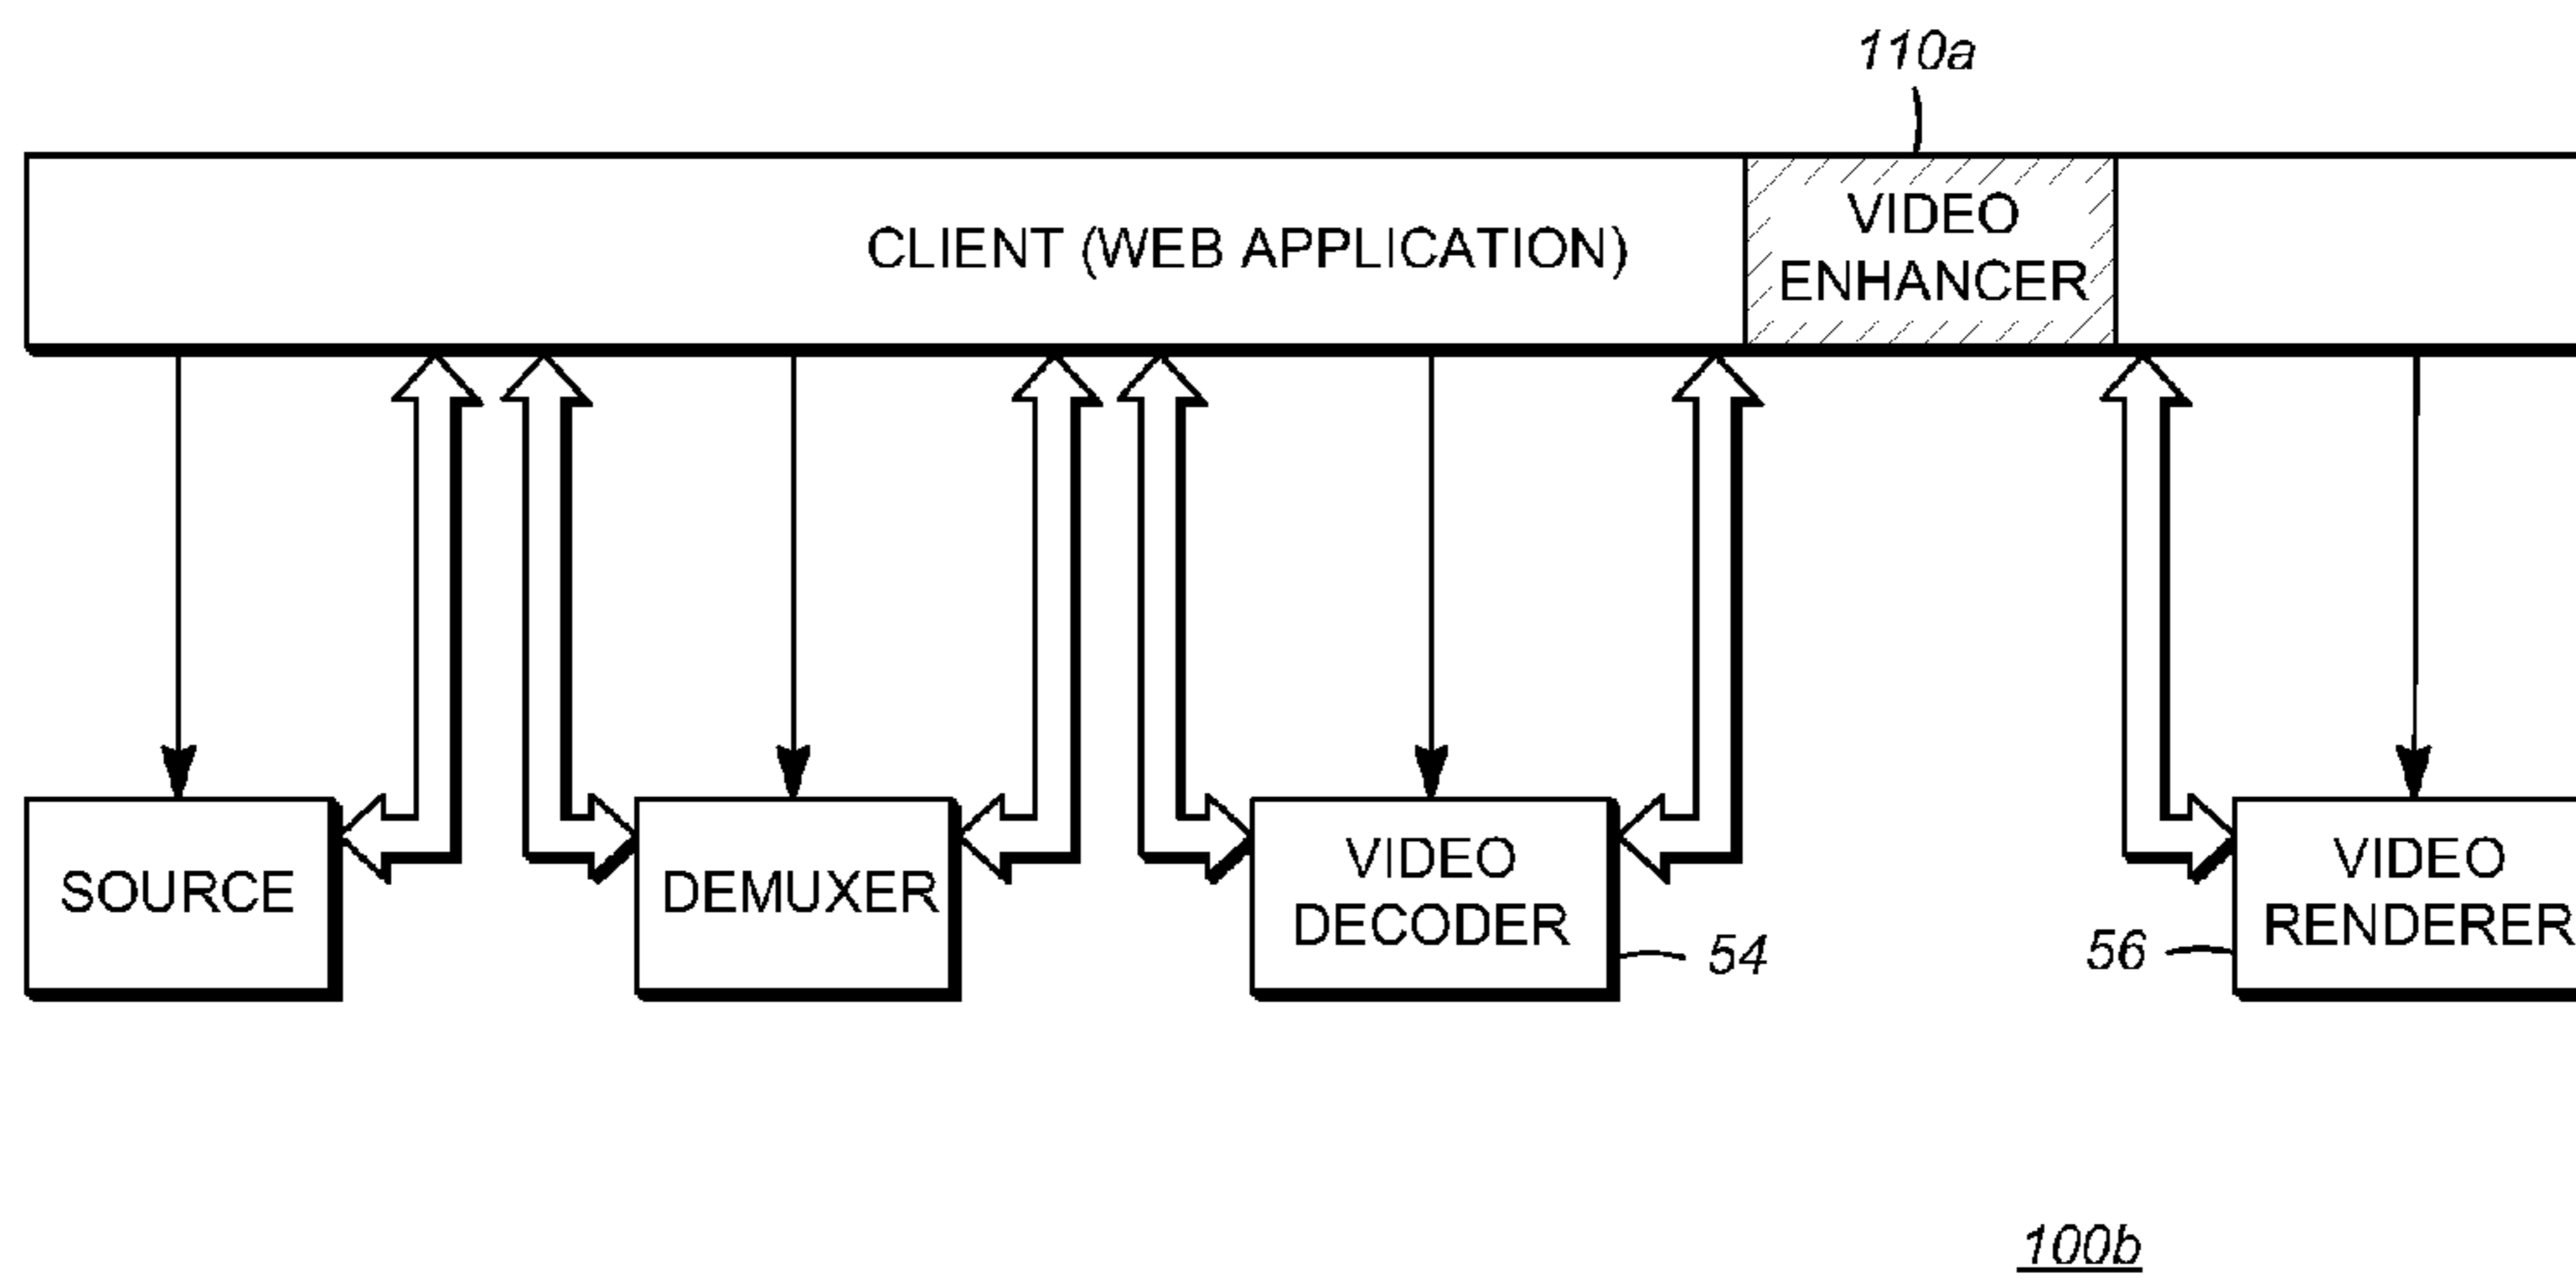 110a
CLIENT (WEB APPLICATION)
VIDEO
ENHANCER
SOURCE
DEMUXER
VIDEO
DECODER
54
56
VIDEO
RENDERER
100b